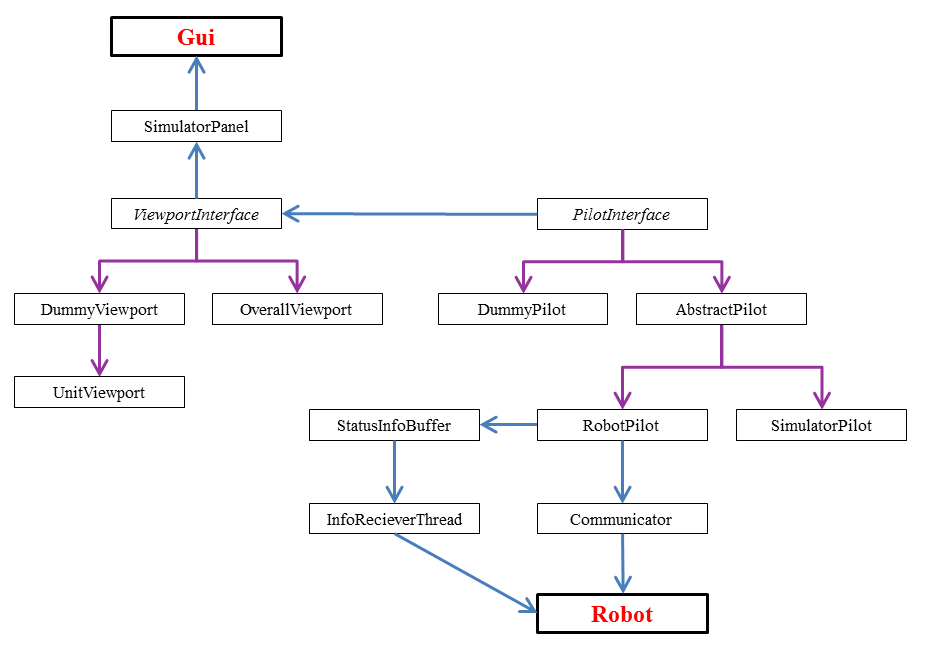 Gui
SimulatorPanel
ViewportInterface
PilotInterface
DummyViewport
OverallViewport
DummyPilot
AbstractPilot
UnitViewport
StatusInfoBuffer
RobotPilot
SimulatorPilot
InfoRecieverThread
Communicator
Robot